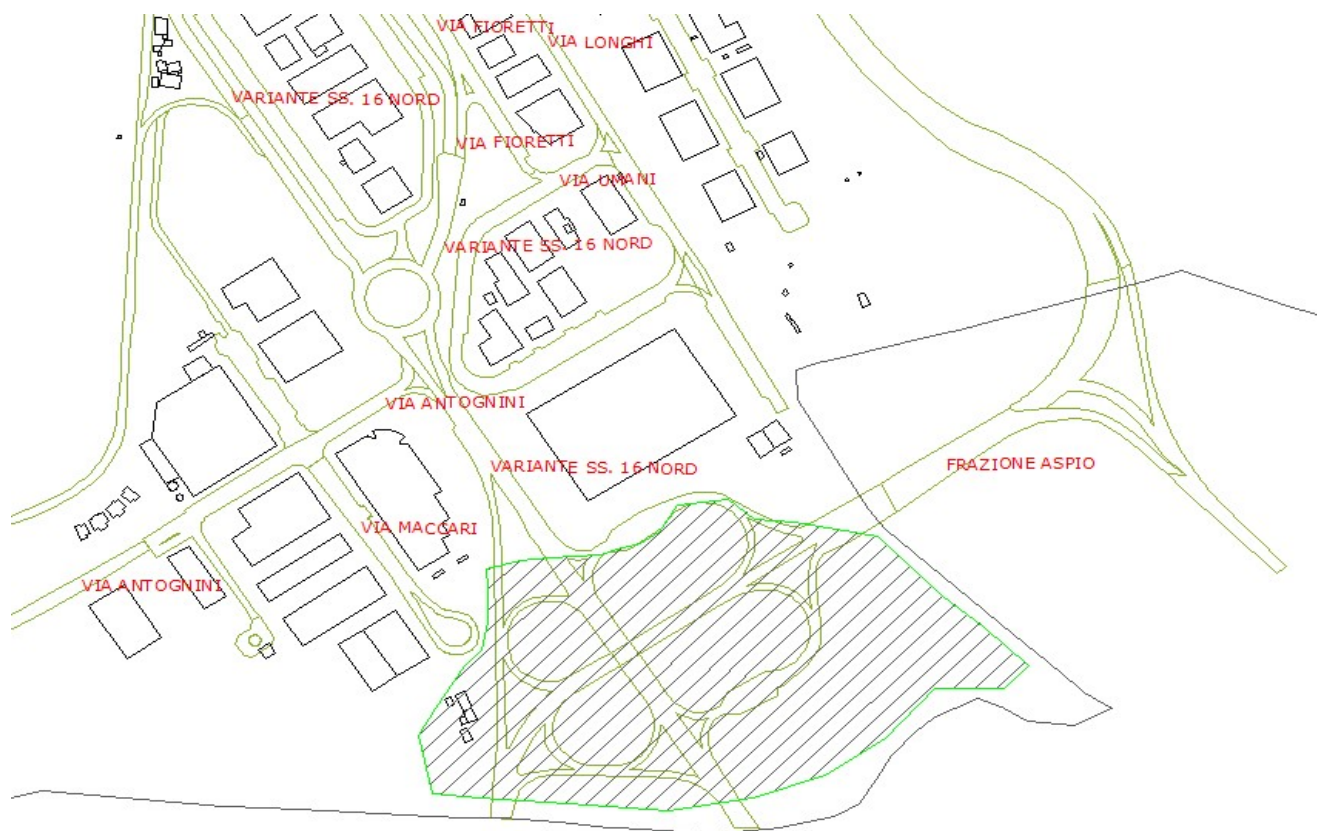 VIA FIORETTI
VIA LONGHI
VARIANTE SS. 16 NORD
VIA FIORETTI
VIA UMANI
VARIANTE SS. 16 NORD
VIA ANTOGNINI
VARIANTE SS. 16 NORD
FRAZIONE ASPIO
VIA MACCARI
VIA ANTOGNINI